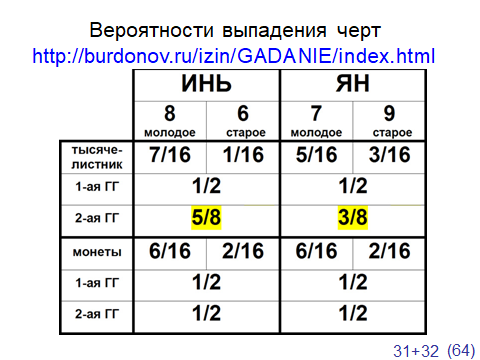 Вероятности выпадения черт
http://burdonov.ru/izin/GADANIE/index.html
ИНЬ ЯН
8 6 7 9
молодое старое молодое старое
тысяче-
листник 7/16 1/16 5/16 3/16
1-ая ГГ 1/2 1/2
2-ая ГГ 5/8 3/8
монеты 6/16 2/16 6/16 2/16
1-ая ГГ 1/2 1/2
2-ая ГГ 1/2 1/2
31+32 (64)